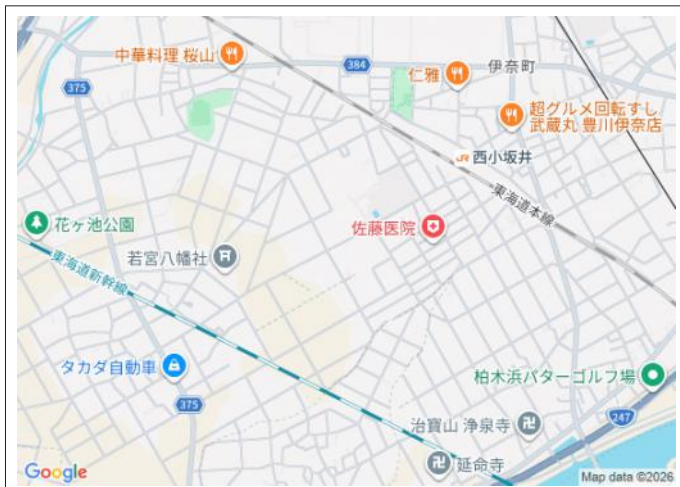 中華料理 桜山
384
伊奈町
仁雅
375
超グルメ回転すし
武蔵丸 豊川伊奈店
JR 西小坂井
東海道本線
花ヶ池公園
佐藤医院
若宮八幡社
東海道新幹線
タカダ自動車
柏木浜パターゴルフ場
375
治寶山 浄泉寺
247
延命寺
Google
Map data ©2026